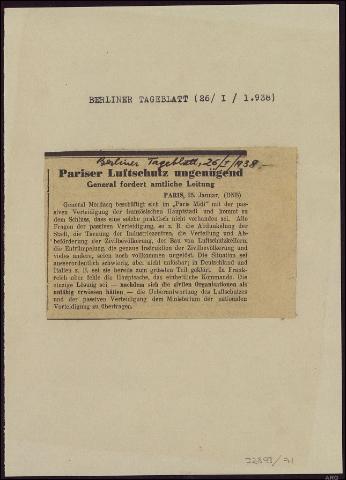 BERLINER TAGEBLATT (26/ I / 1.938)
Berliner Tageblatt, 26/I/938.-
Pariser Luftschutz ungenügend
General fordert amtliche Leitung
PARIS, 25. Januar. (DNB)
General Niessel beschäftigt sich im „Paris Midi" mit der pas-
siven Verteidigung der französischen Hauptstadt und kommt zu
dem Schluss, dass eine solche praktisch nicht vorhanden sei. Alle
Fragen der passiven Verteidigung, so z. B. die Abdunkelung der
Stadt, die Tarnung der Industriezentren, die Verteilung und Ab-
beförderung der Zivilbevölkerung, der Bau von Luftschutzkellern,
die Entrümpelung, die genaue Instruktion der Zivilbevölkerung und
vieles andere, seien noch vollkommen ungelöst. Die Situation sei
ausserordentlich schwierig, aber nicht unlösbar; in Deutschland und
Italien z. B. sei sie bereits zum grössten Teil geklärt. In Frank-
reich aber fehle die Hauptsache, das einheitliche Kommando. Die
einzige Lösung sei — nachdem sich die zivilen Organisationen als
unfähig erwiesen hätten — die Ueberantwortung des Luftschutzes
und der passiven Verteidigung dem Ministerium der nationalen
Verteidigung zu übertragen.